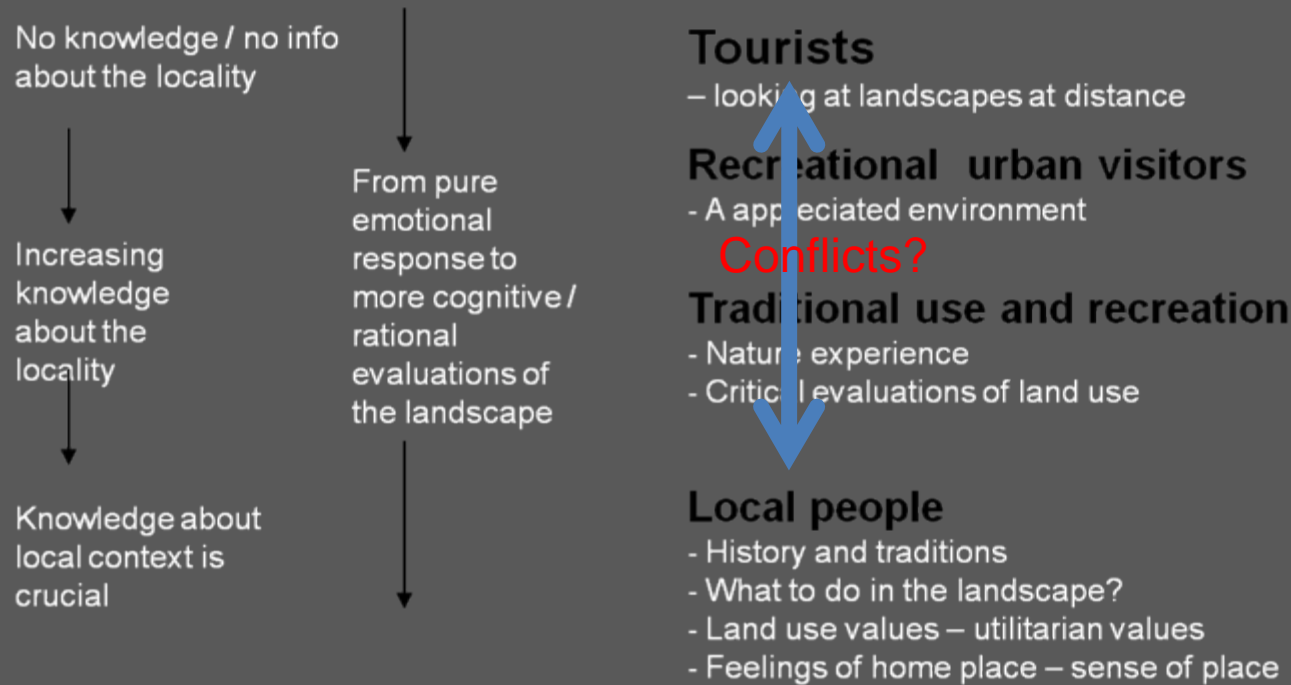 No knowledge / no info
about the locality
Increasing
knowledge
about the
locality
Knowledge about
local context is
crucial
From pure
emotional
response to
more cognitive /
rational
evaluations of
the landscape
Tourists
– looking at landscapes at distance
Recreational urban visitors
- A appreciated environment
Conflicts?
Traditional use and recreation
- Nature experience
- Critical evaluations of land use
Local people
- History and traditions
- What to do in the landscape?
- Land use values – utilitarian values
- Feelings of home place – sense of place